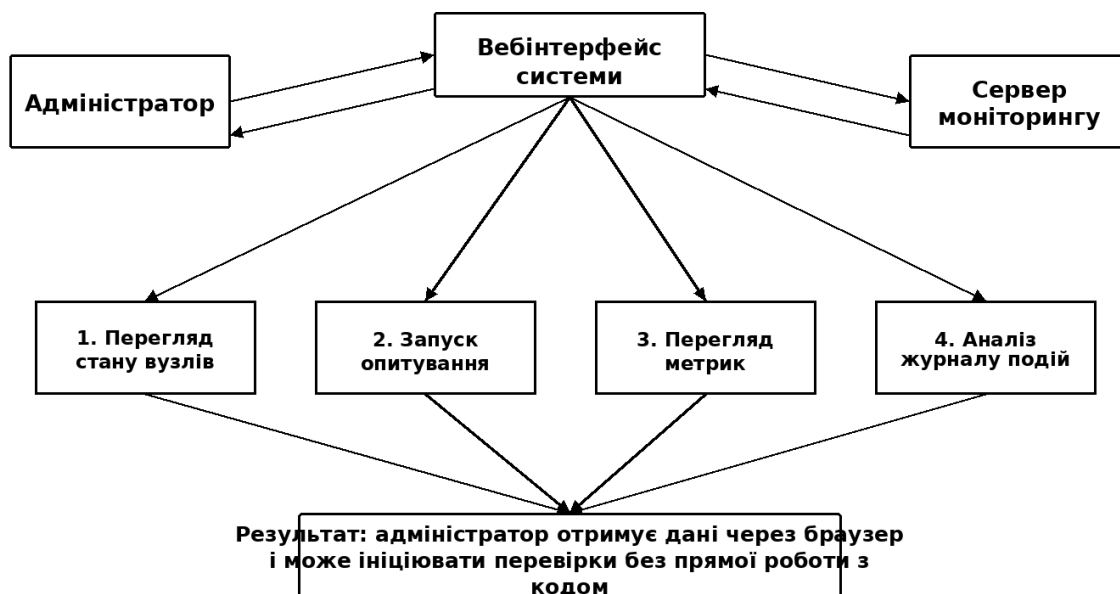 Вебінтерфейс
системи
Адміністратор
Сервер
моніторингу
1. Перегляд
стану вузлів
2. Запуск
опитування
3. Перегляд
метрик
4. Аналіз
журналу подій
Результат: адміністратор отримує дані через браузер
і може ініціювати перевірки без прямої роботи з
кодом